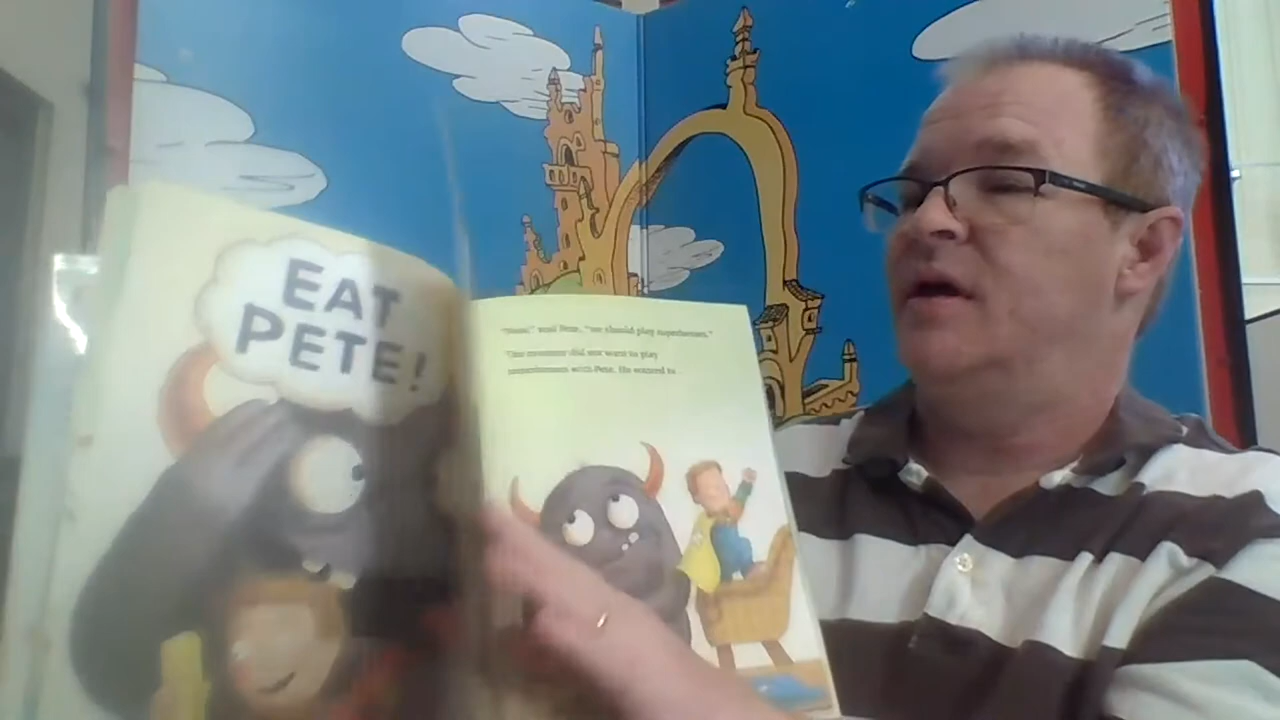 EAT
PETE!
"Now!" said Pete, "we should play superheroes."
The monster did not want to play
superheroes with Pete. He wanted to